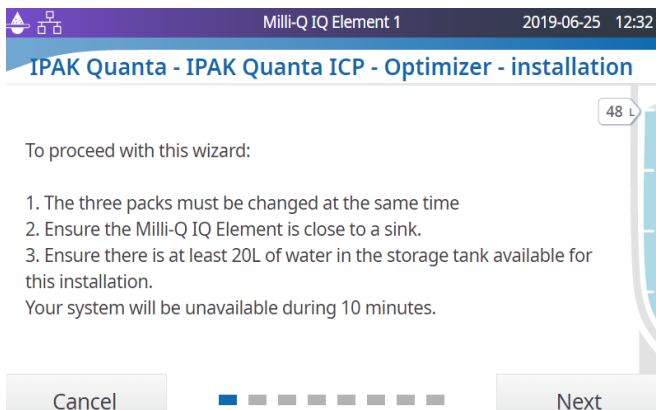 Milli-Q IQ Element 1 2019-06-25 12:32
IPAK Quanta - IPAK Quanta ICP - Optimizer - installation
48 L
To proceed with this wizard:
1. The three packs must be changed at the same time
2. Ensure the Milli-Q IQ Element is close to a sink.
3. Ensure there is at least 20L of water in the storage tank available for
this installation.
Your system will be unavailable during 10 minutes.
Cancel Next